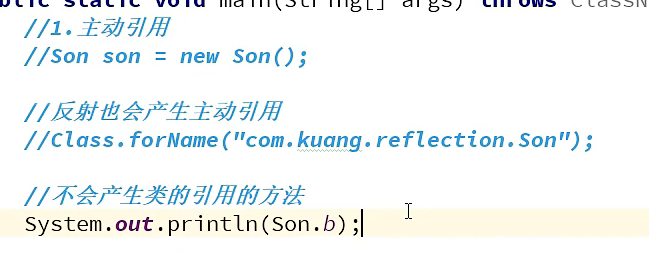 blic static void main(String[] args) throws ClassN
//1.主动引用
//Son son = new Son();
//反射也会产生主动引用
//Class.forName("com.kuang.reflection.Son");
//不会产生类的引用的方法
System.out.println(Son.b);